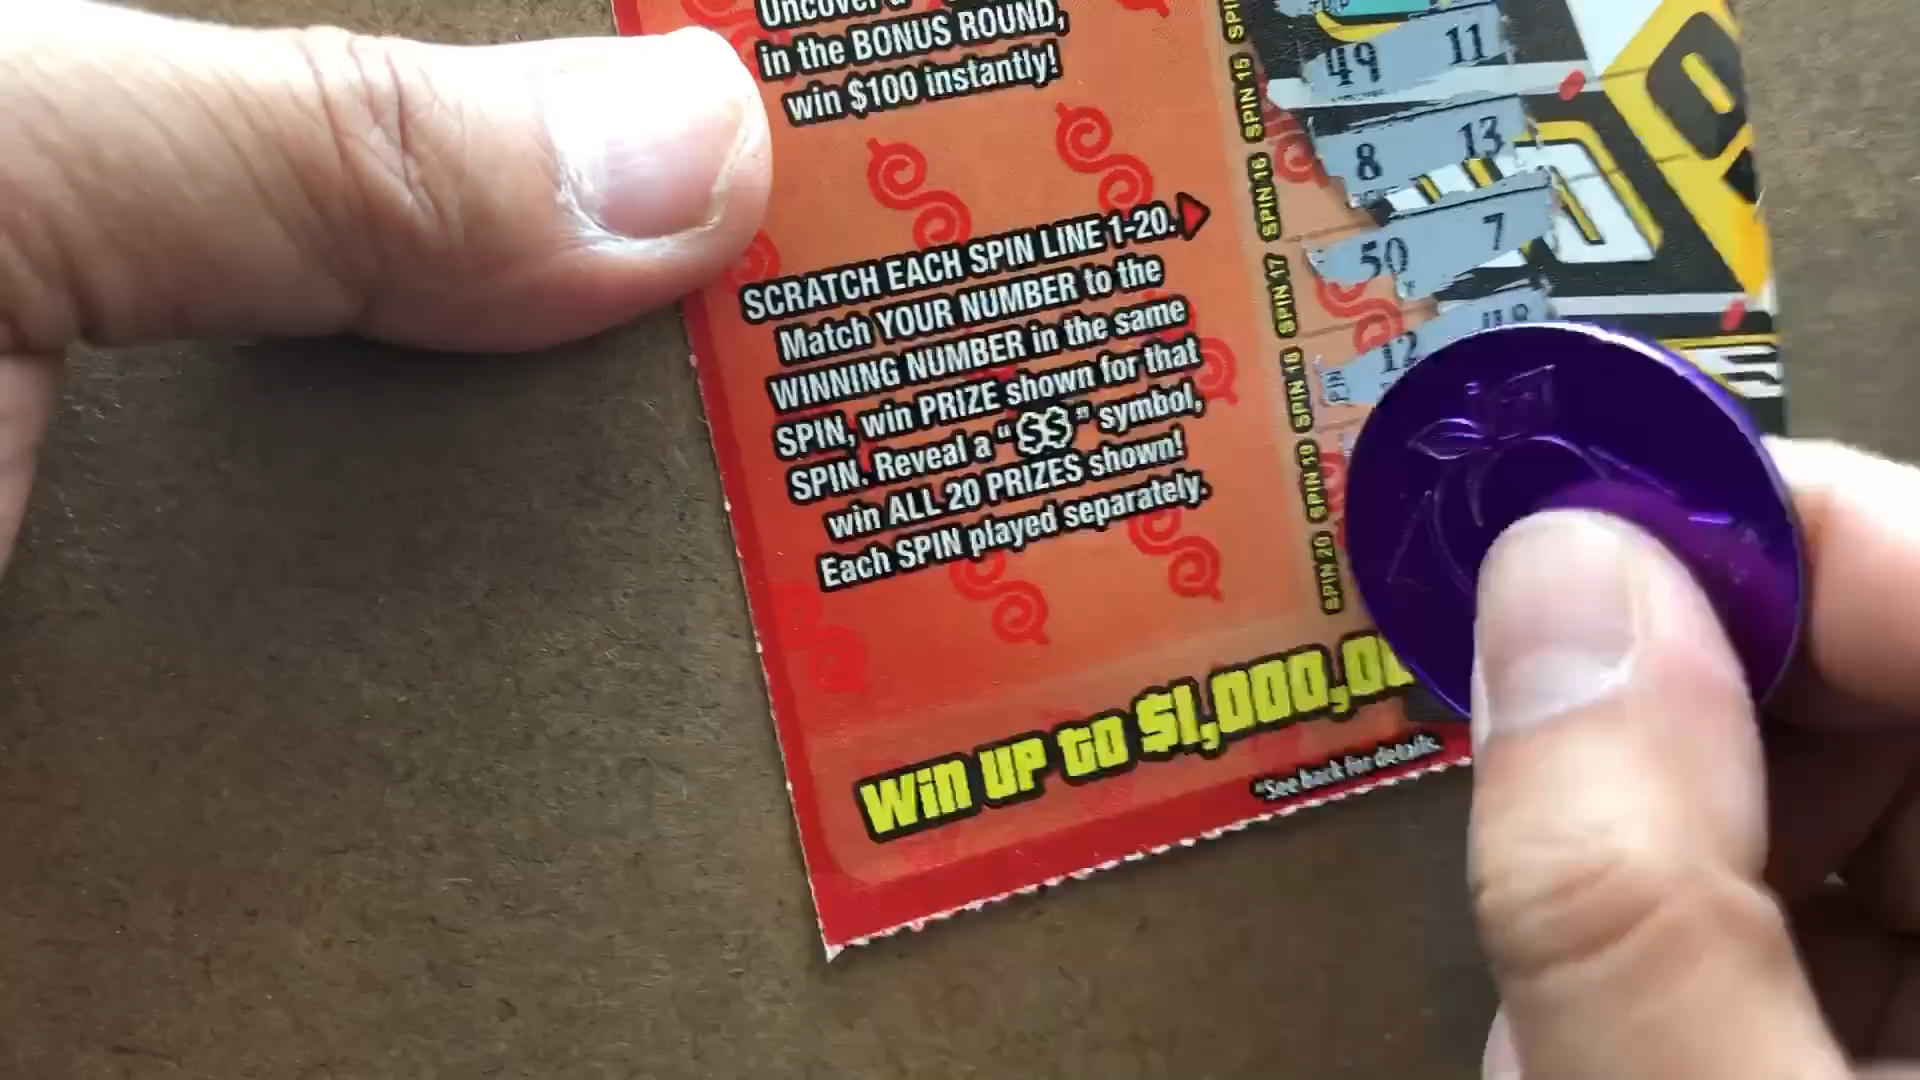 Uncover a
in the BONUS ROUND,
win $100 instantly!
SCRATCH EACH SPIN LINE 1-20.
Match YOUR NUMBER to the
WINNING NUMBER in the same
SPIN, win PRIZE shown for that
SPIN. Reveal a "$$" symbol,
win ALL 20 PRIZES shown!
Each SPIN played separately.
Win UP to $1,000,00
*See back for details.
SPIN 15
49 11
SPIN 16
8 13
SPIN 17
50 7
SPIN 18
12
SPIN 19
SPIN 20